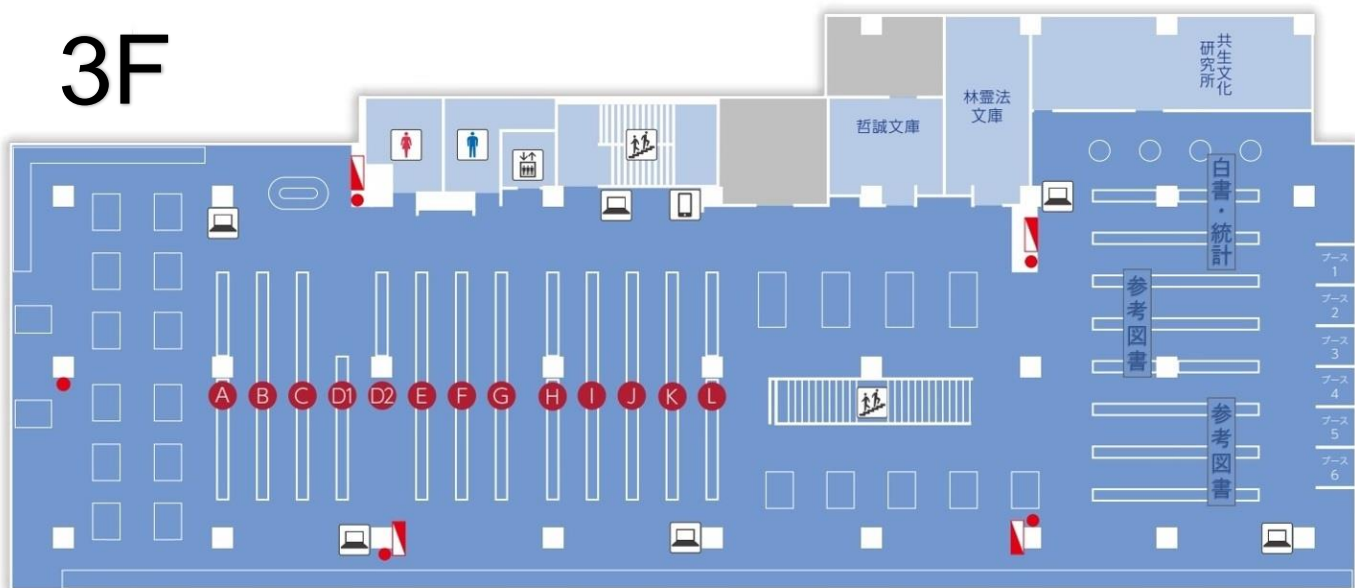 3F
共生文化
研究所
林霊法
文庫
哲誠文庫
白書・統計
参考図書
参考図書
ブース
1
ブース
2
ブース
3
ブース
4
ブース
5
ブース
6
A B C D1 D2 E F G H I J K L